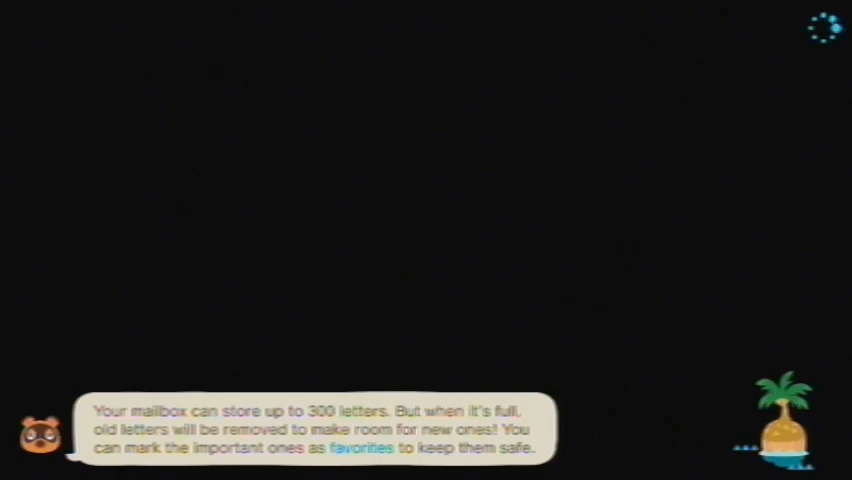 Your mailbox can store up to 300 letters. But when it's full,
old letters will be removed to make room for new ones! You
can mark the important ones as favorites to keep them safe.